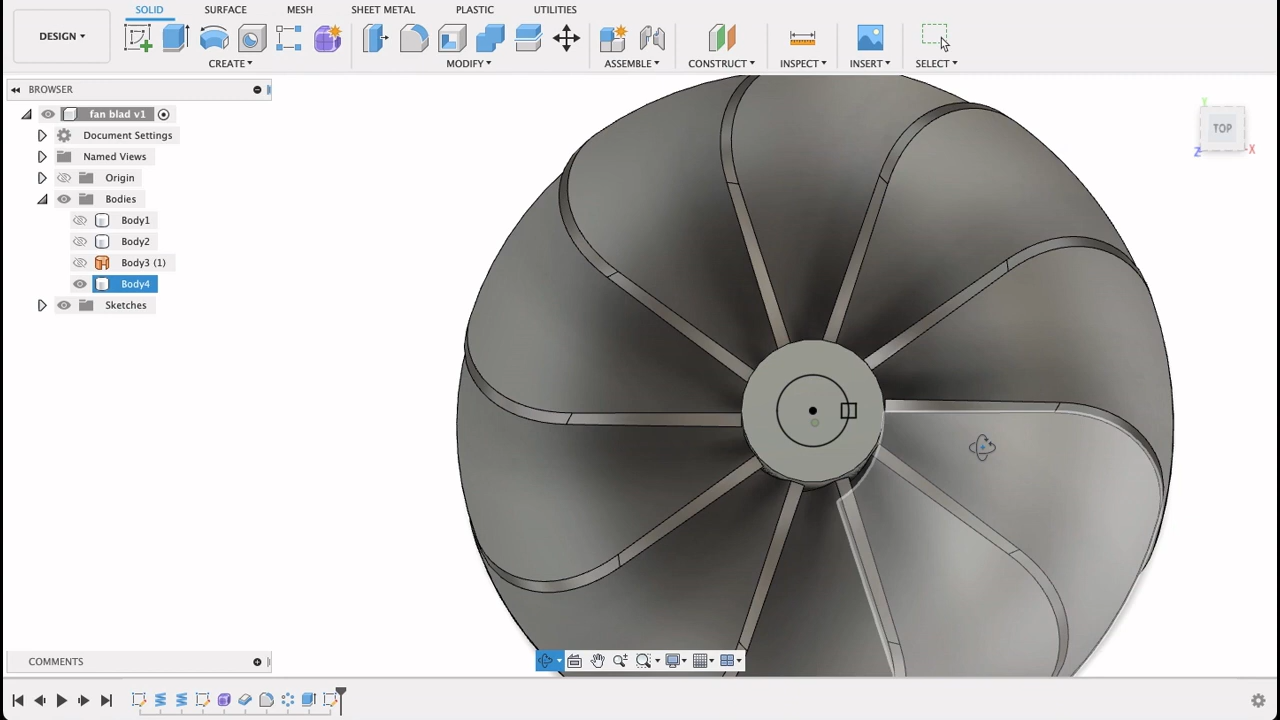 SOLID SURFACE MESH SHEET METAL PLASTIC UTILITIES
DESIGN
CREATE MODIFY ASSEMBLE CONSTRUCT INSPECT INSERT SELECT
BROWSER
fan blad v1
Document Settings
Named Views
Origin
Bodies
Body1
Body2
Body3 (1)
Body4
Sketches
Y
TOP
Z X
COMMENTS